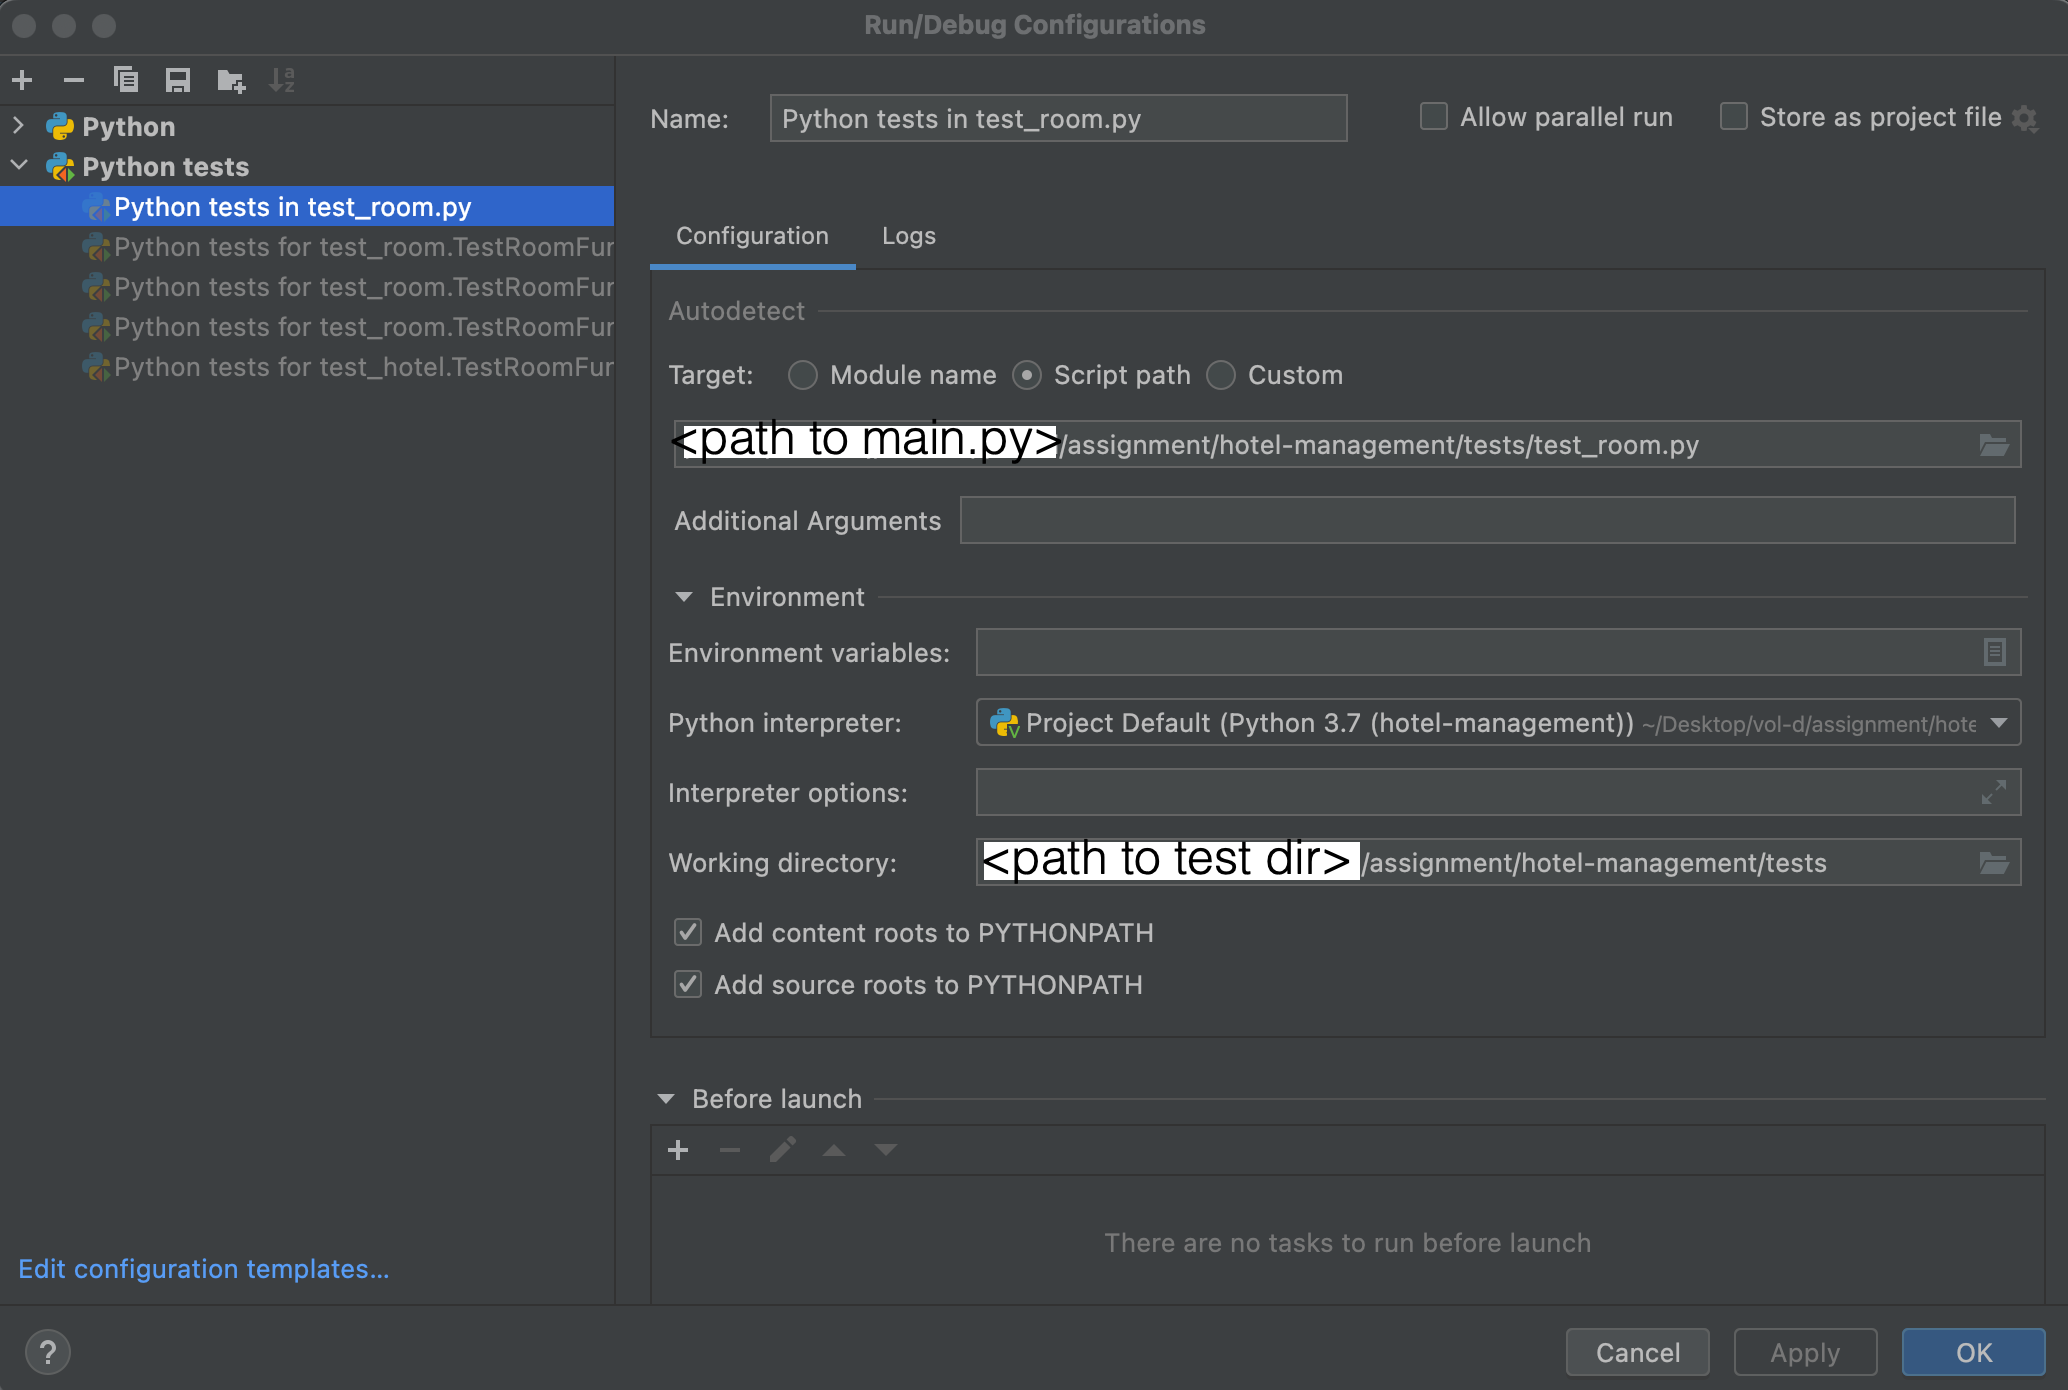 Run/Debug Configurations
Python
Python tests
Python tests in test_room.py
Python tests for test_room.TestRoomFur
Python tests for test_room.TestRoomFur
Python tests for test_room.TestRoomFur
Python tests for test_hotel.TestRoomFur
Edit configuration templates...
Name: Python tests in test_room.py Allow parallel run Store as project file
Configuration Logs
Autodetect
Target: Module name Script path Custom
<path to main.py>/assignment/hotel-management/tests/test_room.py
Additional Arguments
Environment
Environment variables:
Python interpreter: Project Default (Python 3.7 (hotel-management)) ~/Desktop/vol-d/assignment/hote
Interpreter options:
Working directory: <path to test dir> /assignment/hotel-management/tests
Add content roots to PYTHONPATH
Add source roots to PYTHONPATH
Before launch
There are no tasks to run before launch
? Cancel Apply OK